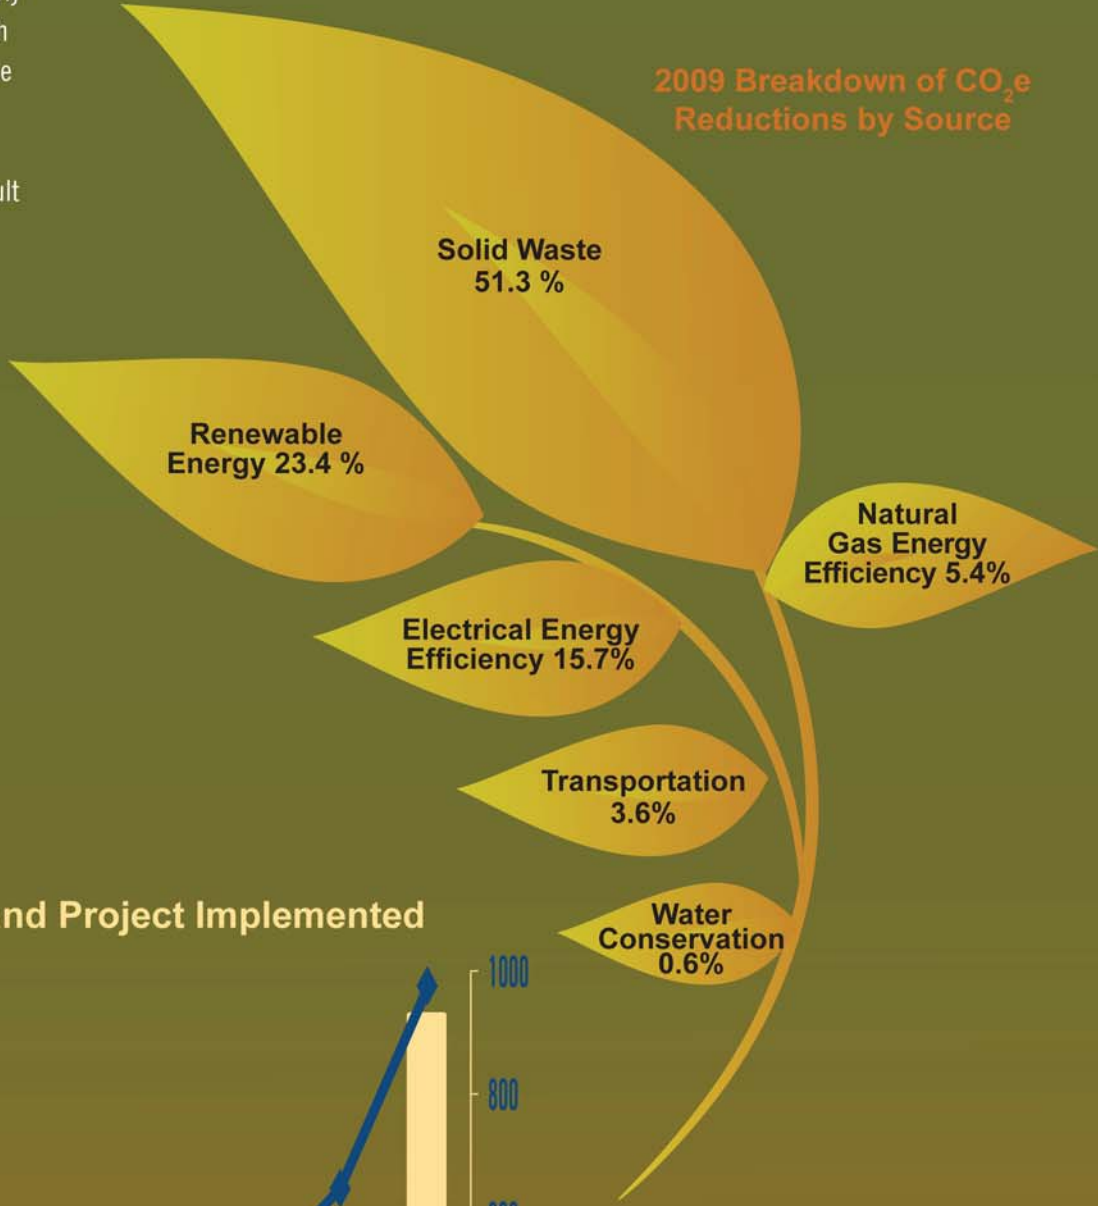 2009 Breakdown of CO₂e
Reductions by Source
Solid Waste
51.3 %
Renewable
Energy 23.4 %
Natural
Gas Energy
Efficiency 5.4%
Electrical Energy
Efficiency 15.7%
Transportation
3.6%
Water
Conservation
0.6%
Project Implemented
1000
800